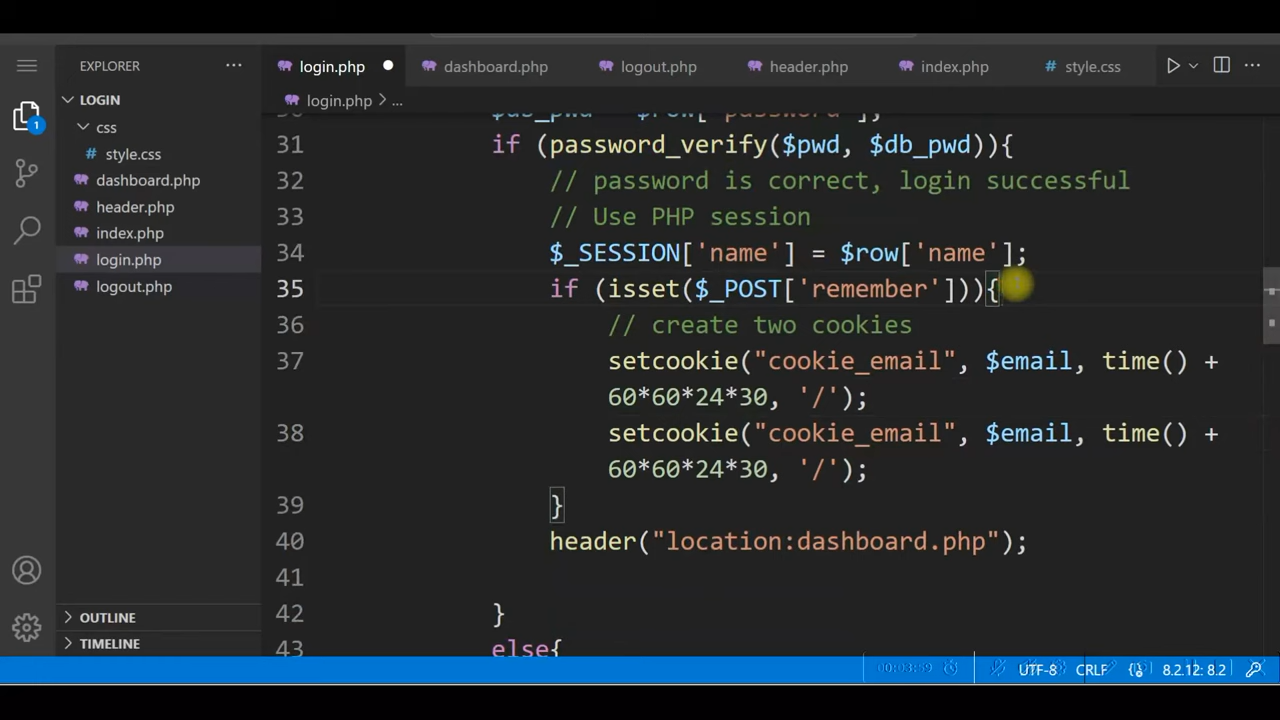 EXPLORER
···
login.php
dashboard.php
logout.php
header.php
index.php
# style.css
···
LOGIN
login.php > ...
css
# style.css
dashboard.php
header.php
index.php
login.php
logout.php
1
31 if (password_verify($pwd, $db_pwd)){
32 // password is correct, login successful
33 // Use PHP session
34 $_SESSION['name'] = $row['name'];
35 if (isset($_POST['remember'])){
36 // create two cookies
37 setcookie("cookie_email", $email, time() +
60*60*24*30, '/');
38 setcookie("cookie_email", $email, time() +
60*60*24*30, '/');
39 }
40 header("location:dashboard.php");
41
42 }
43 else{
OUTLINE
TIMELINE
00:03:59
UTF-8
CRLF
8.2.12: 8.2